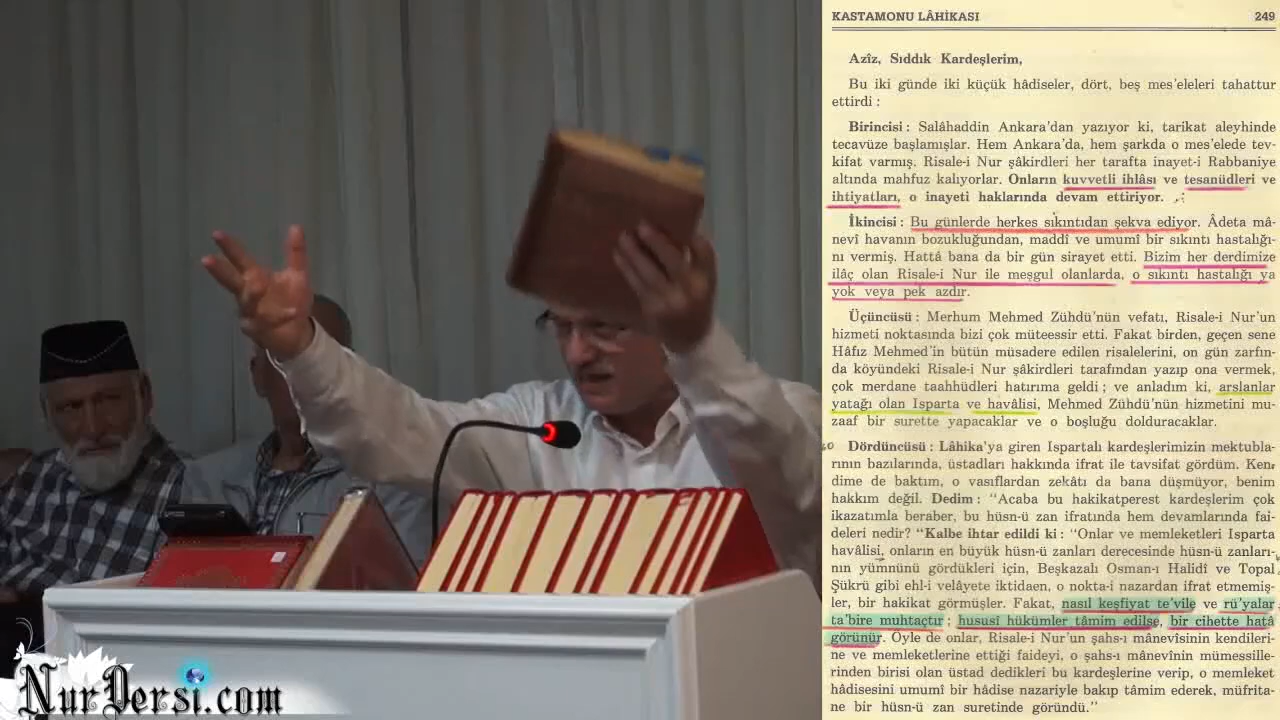 KASTAMONU LÂHİKASI 249
Azîz, Sıddık Kardeşlerim,
Bu iki günde iki küçük hâdiseler, dört, beş mes'eleleri tahattur
ettirdi :
Birincisi : Salâhaddin Ankara'dan yazıyor ki, tarikat aleyhinde
tecavüze başlamışlar. Hem Ankara'da, hem şarkda o mes'elede tev-
kifat varmış. Risale-i Nur şâkirdleri her tarafta inayet-i Rabbaniye
altında mahfuz kalıyorlar. Onların kuvvetli ihlâsı ve tesanüdleri ve
ihtiyatları, o inayeti haklarında devam ettiriyor.
İkincisi : Bu günlerde herkes sıkıntıdan şekva ediyor. Âdeta mâ-
nevî havanın bozukluğundan, maddî ve umumî bir sıkıntı hastalığı-
nı vermiş. Hattâ bana da bir gün sirayet etti. Bizim her derdimize
ilâç olan Risale-i Nur ile meşgul olanlarda, o sıkıntı hastalığı ya
yok veya pek azdır.
Üçüncüsü : Merhum Mehmed Zühdü'nün vefatı, Risale-i Nur'un
hizmeti noktasında bizi çok müteessir etti. Fakat birden, geçen sene
Hâfız Mehmed'in bütün müsadere edilen risalelerini, on gün zarfın-
da köyündeki Risale-i Nur şâkirdleri tarafından yazıp ona vermek,
çok merdane taahhüdleri hatırıma geldi ; ve anladım ki, arslanlar
yatağı olan Isparta ve havâlisi, Mehmed Zühdü'nün hizmetini mu-
zaaf bir surette yapacaklar ve o boşluğu dolduracaklar.
Dördüncüsü : Lâhika'ya giren Ispartalı kardeşlerimizin mektubla-
rının bazılarında, üstadları hakkında ifrat ile tavsifat gördüm. Ken-
dime de baktım, o vasıflardan zekâtı da bana düşmüyor, benim
hakkım değil. Dedim : "Acaba bu hakikatperest kardeşlerim çok
ikazatımla beraber, bu hüsn-ü zan ifratında hem devamlarında fai-
deleri nedir? "Kalbe ihtar edildi ki : "Onlar ve memleketleri Isparta
havâlisi, onların en büyük hüsn-ü zanları derecesinde hüsn-ü zanları-
nın yümnünü gördükleri için, Beşkazalı Osman-ı Halidî ve Topal
Şükrü gibi ehl-i velâyete iktidaen, o nokta-i nazardan ifrat etmemiş-
ler, bir hakikat görmüşler. Fakat, nasıl keşfiyat te'vile ve rü'yalar
ta'bire muhtaçtır ; hususî hükümler tâmim edilse, bir cihette hatâ
görünür. Öyle de onlar, Risale-i Nur'un şahs-ı mânevîsinin kendileri-
ne ve memleketlerine ettiği faideyi, o şahs-ı mânevînin mümessille-
rinden birisi olan üstad dedikleri bu kardeşlerine verip, o memleket
hâdisesini umumî bir hâdise nazariyle bakıp tâmim ederek, müfrita-
ne bir hüsn-ü zan suretinde göründü."
NurDersi.com